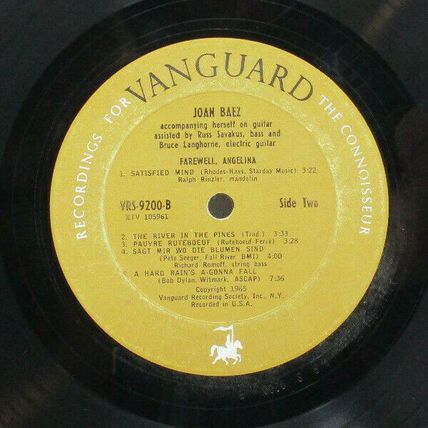 RECORDINGS FOR VANGUARD THE CONNOISSEUR
JOAN BAEZ
accompanying herself on guitar
assisted by Russ Savakus, bass and
Bruce Langhorne, electric guitar
FAREWELL, ANGELINA
1. SATISFIED MIND (Rhodes-Hays, Starday Music) 3:22
Ralph Rinzler, mandolin
VRS-9200-B
Side Two
XTV 105961
2. THE RIVER IN THE PINES (Trad.) 3:33
3. PAUVRE RUTEBOEUF (Ruteboeuf-Ferre) 3:28
4. SAGT MIR WO DIE BLUMEN SIND
(Pete Seeger, Fall River BMI) 4:00
Richard Romoff, string bass
5. A HARD RAIN'S A-GONNA FALL
(Bob Dylan, Witmark, ASCAP) 7:36
Copyright 1965
Vanguard Recording Society, Inc., N.Y.
Recorded in U.S.A.